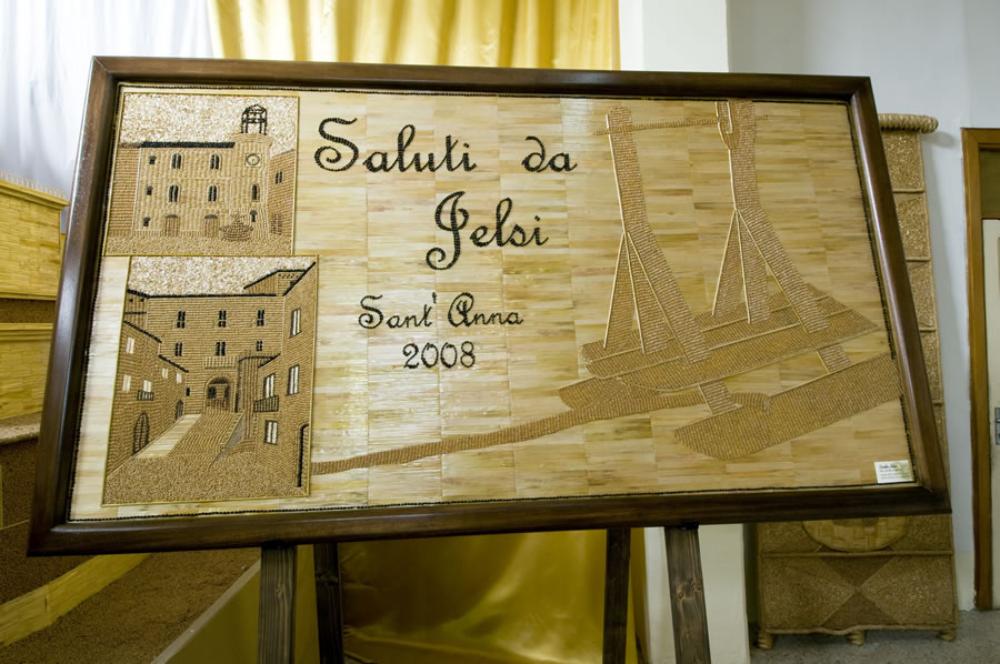 Saluti da
Jelsi
Sant' Anna
2008